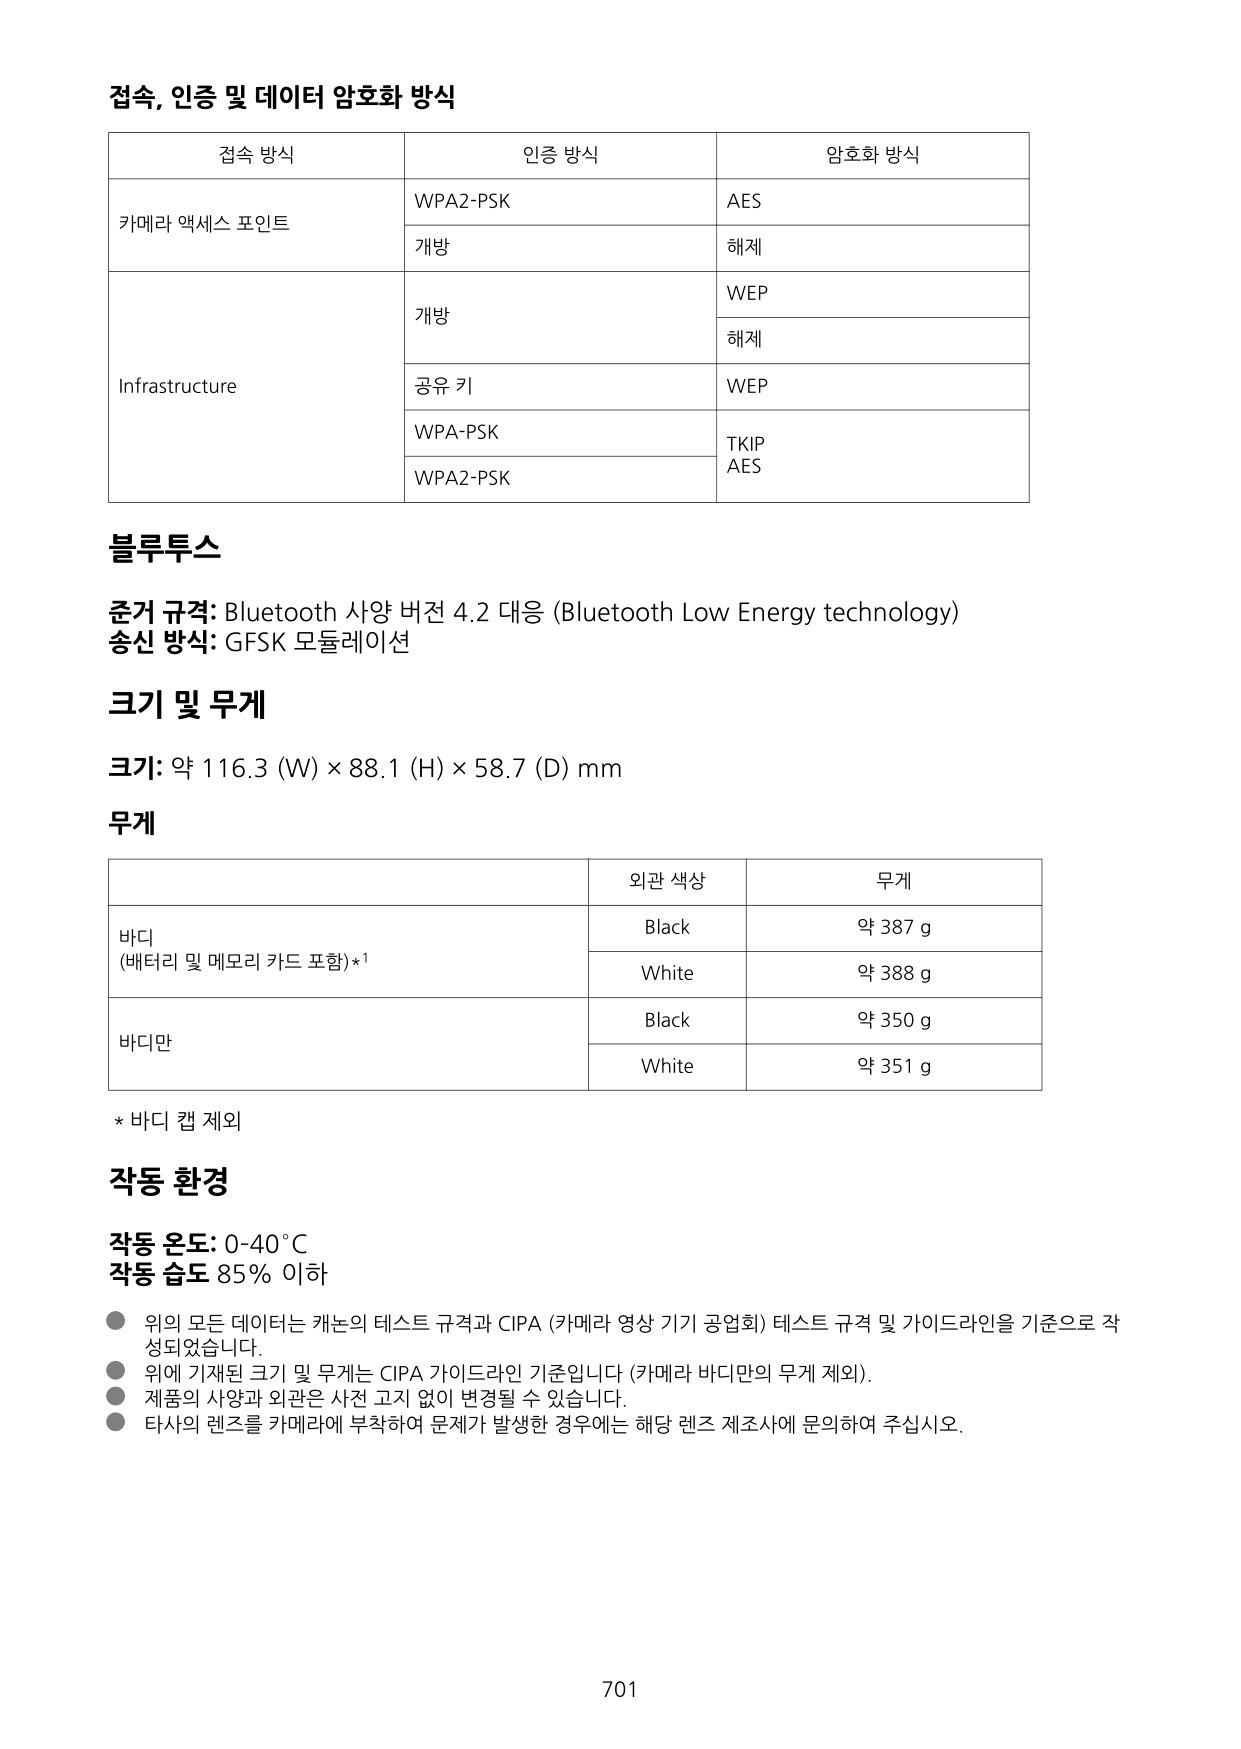 접속, 인증 및 데이터 암호화 방식
접속 방식 인증 방식 암호화 방식
카메라 액세스 포인트 WPA2-PSK AES
개방 해제
Infrastructure 개방 WEP
해제
공유 키 WEP
WPA-PSK TKIP
AES
WPA2-PSK
블루투스
준거 규격: Bluetooth 사양 버전 4.2 대응 (Bluetooth Low Energy technology)
송신 방식: GFSK 모듈레이션
크기 및 무게
크기: 약 116.3 (W) × 88.1 (H) × 58.7 (D) mm
무게
외관 색상 무게
바디
(배터리 및 메모리 카드 포함)*1
Black 약 387 g
White 약 388 g
바디만 Black 약 350 g
White 약 351 g
* 바디 캡 제외
작동 환경
작동 온도: 0-40°C
작동 습도 85% 이하
● 위의 모든 데이터는 캐논의 테스트 규격과 CIPA (카메라 영상 기기 공업회) 테스트 규격 및 가이드라인을 기준으로 작
성되었습니다.
● 위에 기재된 크기 및 무게는 CIPA 가이드라인 기준입니다 (카메라 바디만의 무게 제외).
● 제품의 사양과 외관은 사전 고지 없이 변경될 수 있습니다.
● 타사의 렌즈를 카메라에 부착하여 문제가 발생한 경우에는 해당 렌즈 제조사에 문의하여 주십시오.
701